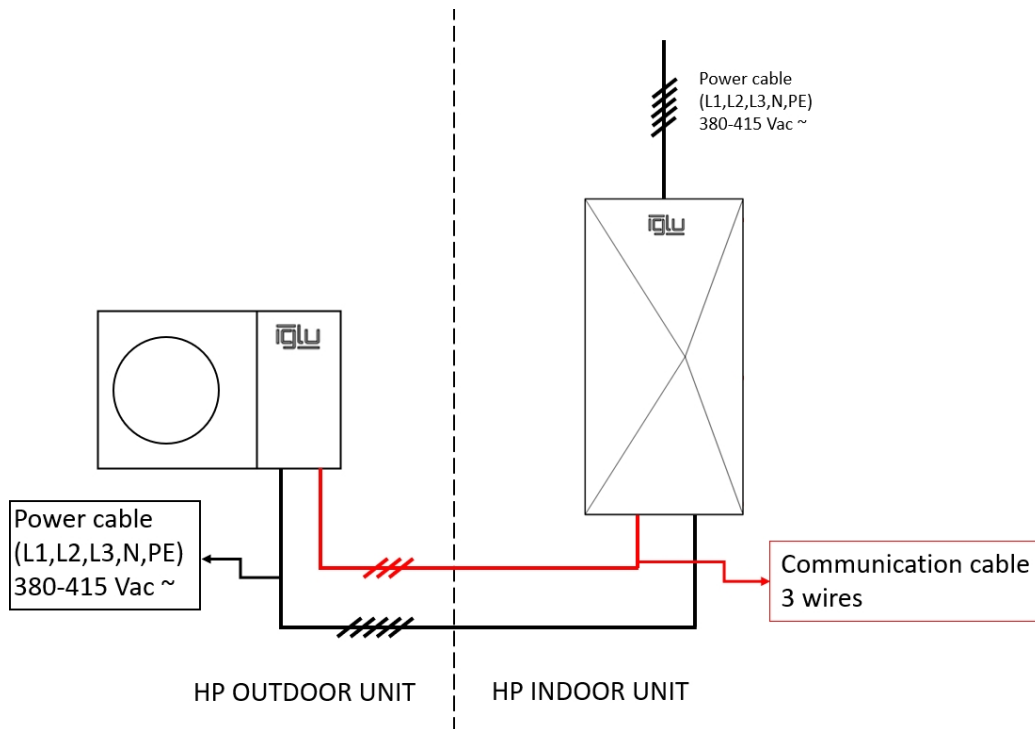 Power cable
(L1,L2,L3,N,PE)
380-415 Vac ~
iglu
iglu
Power cable
(L1,L2,L3,N,PE)
380-415 Vac ~
Communication cable
3 wires
HP OUTDOOR UNIT
HP INDOOR UNIT